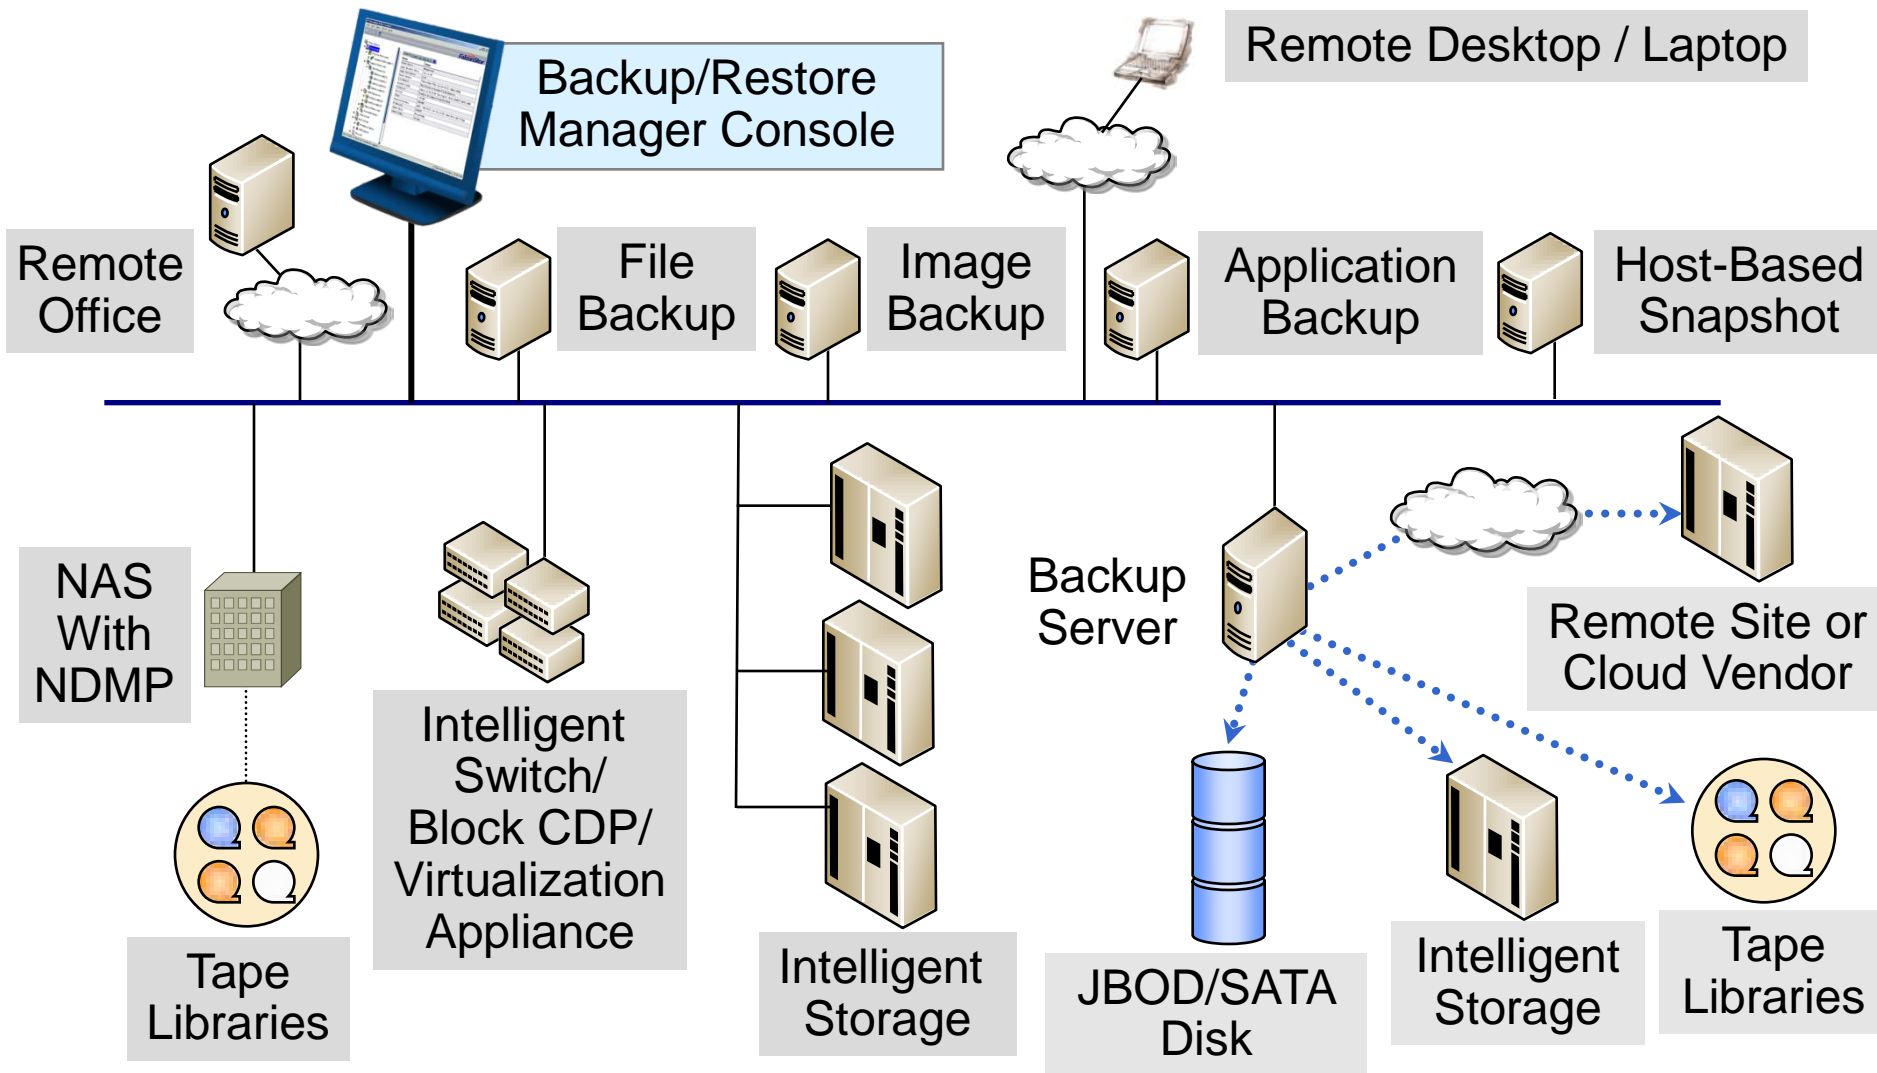 Remote Desktop / Laptop
Backup/Restore
Manager Console
Remote
Office
File
Backup
Image
Backup
Application
Backup
Host-Based
Snapshot
NAS
With
NDMP
Backup
Server
Remote Site or
Cloud Vendor
Intelligent
Switch/
Block CDP/
Virtualization
Appliance
Tape
Libraries
Intelligent
Storage
JBOD/SATA
Disk
Intelligent
Storage
Tape
Libraries